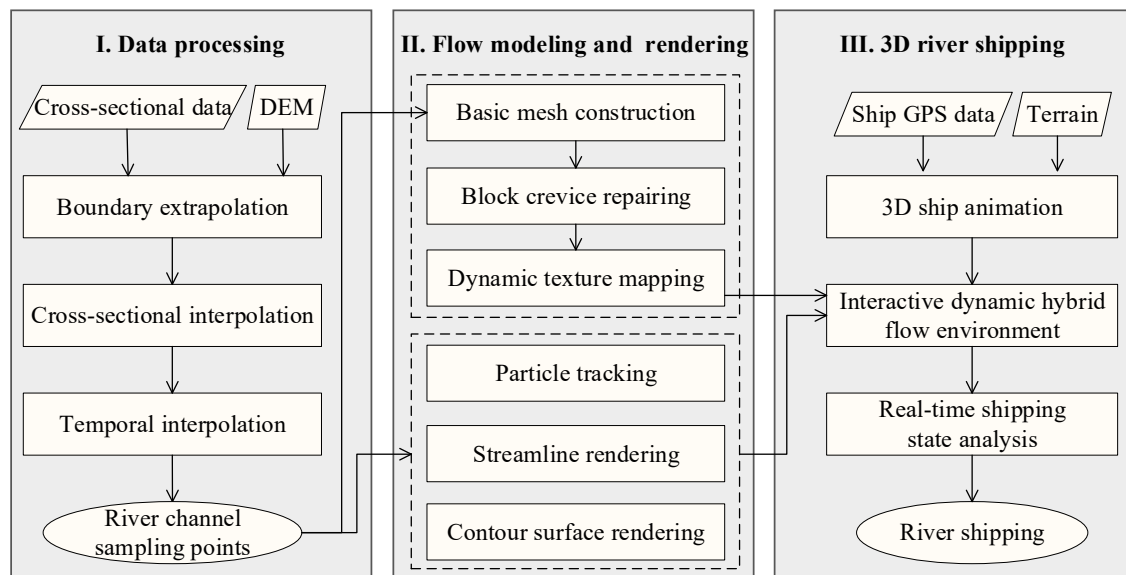 I. Data processing
Cross-sectional data
DEM
Boundary extrapolation
Cross-sectional interpolation
Temporal interpolation
River channel
sampling points
II. Flow modeling and rendering
Basic mesh construction
Block crevice repairing
Dynamic texture mapping
Particle tracking
Streamline rendering
Contour surface rendering
III. 3D river shipping
Ship GPS data
Terrain
3D ship animation
Interactive dynamic hybrid
flow environment
Real-time shipping
state analysis
River shipping